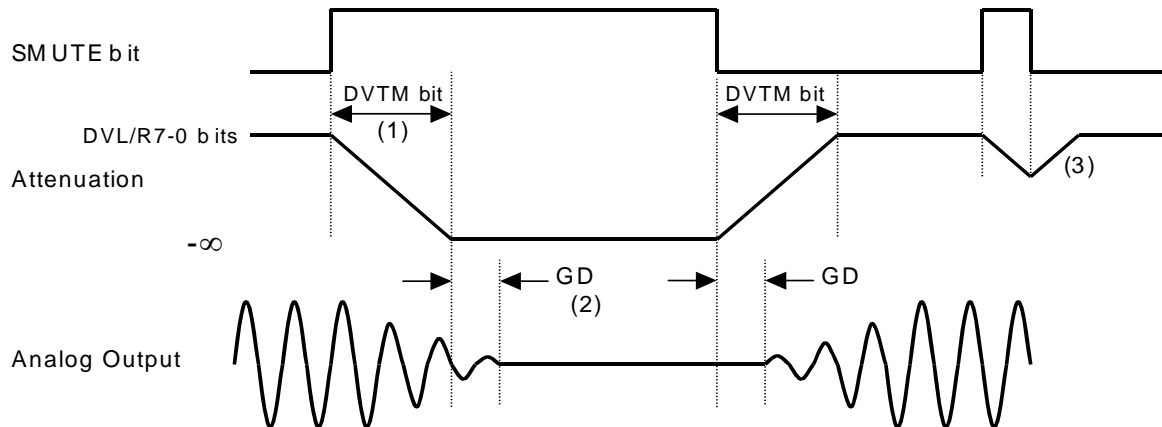 SMUTE bit
DVTM bit
DVTM bit
(1)
DVL/R7-0 bits
Attenuation
(3)
-∞
GD
GD
(2)
Analog Output